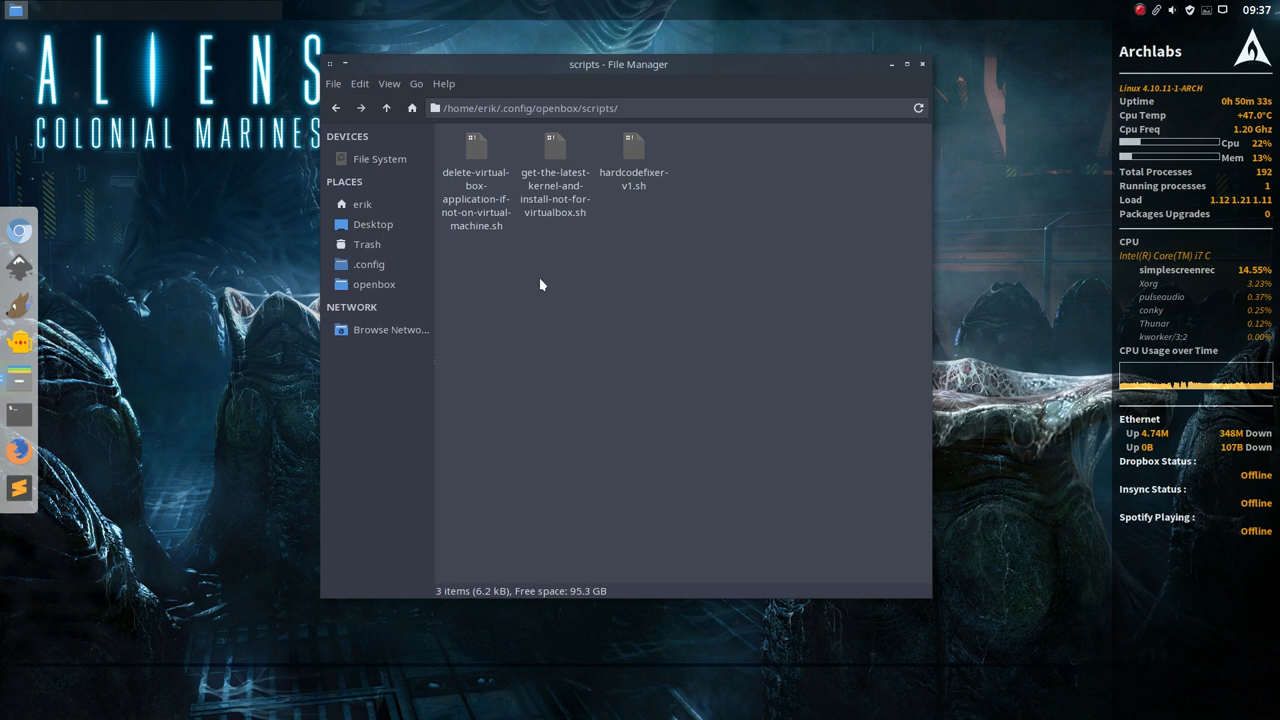 09:37
ALIENS
COLONIAL MARINES
scripts - File Manager
File Edit View Go Help
/home/erik/.config/openbox/scripts/
DEVICES
File System
PLACES
erik
Desktop
Trash
.config
openbox
NETWORK
Browse Netwo...
delete-virtual-
box-
application-if-
not-on-virtual-
machine.sh
get-the-latest-
kernel-and-
install-not-for-
virtualbox.sh
hardcodefixer-
v1.sh
3 items (6.2 kB), Free space: 95.3 GB
Archlabs
Linux 4.10.11-1-ARCH
Uptime 0h 50m 33s
Cpu Temp +47.0°C
Cpu Freq 1.20 Ghz
Cpu 22%
Mem 13%
Total Processes 192
Running processes 1
Load 1.12 1.21 1.11
Packages Upgrades 0
CPU
Intel(R) Core(TM) i7 C
simplescreenrec 14.55%
Xorg 3.23%
pulseaudio 0.37%
conky 0.25%
Thunar 0.12%
kworker/3:2 0.00%
CPU Usage over Time
Ethernet
Up 4.74M 348M Down
Up 0B 107B Down
Dropbox Status :
Offline
Insync Status :
Offline
Spotify Playing :
Offline